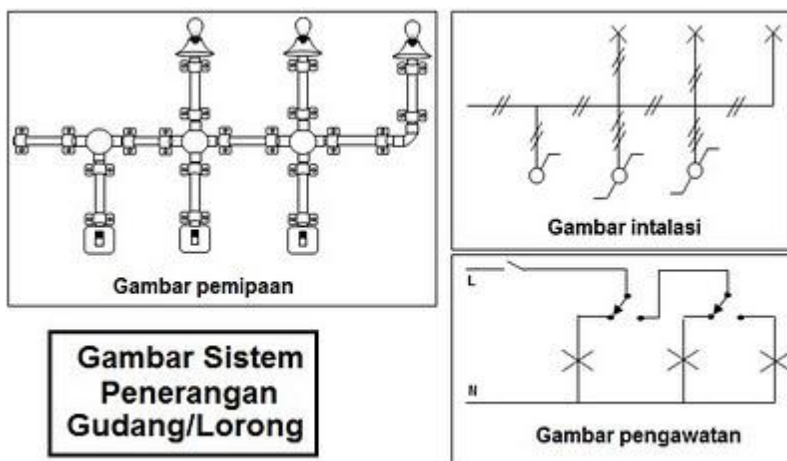 Gambar pemipaan
Gambar intalasi
L
N
Gambar pengawatan
Gambar Sistem
Penerangan
Gudang/Lorong